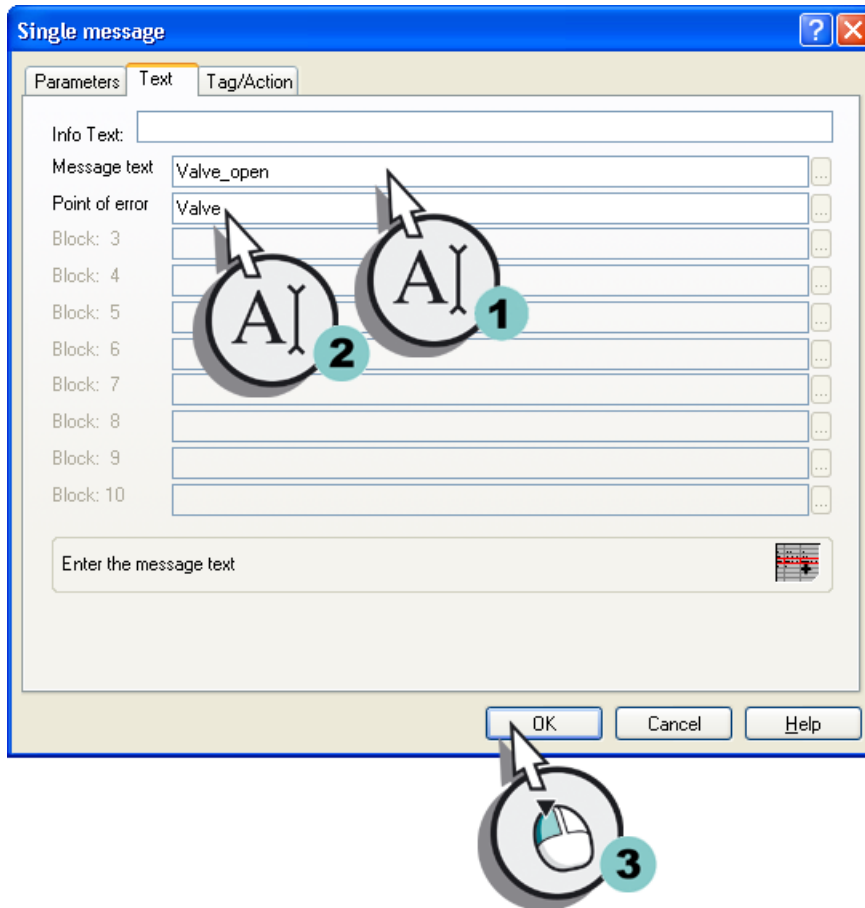 Single message
Parameters Text Tag/Action
Info Text:
Message text Valve_open ...
Point of error Valve ...
Block: 3 ...
Block: 4 ...
Block: 5 ...
Block: 6 ...
Block: 7 ...
Block: 8 ...
Block: 9 ...
Block: 10 ...
A 1
A 2
Enter the message text
OK Cancel Help
3